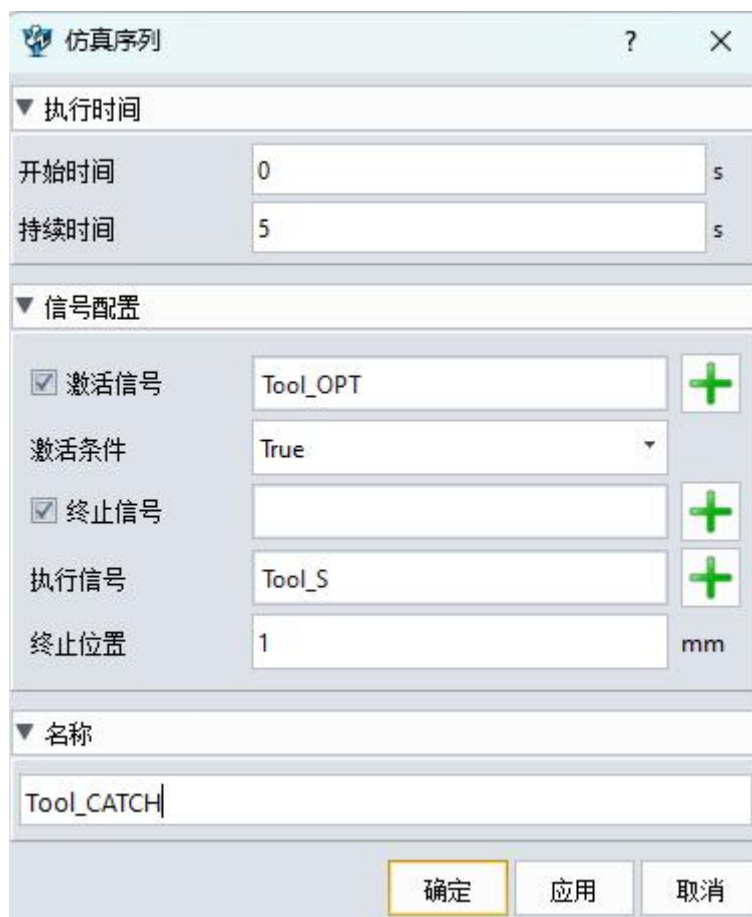 仿真序列 ?
执行时间
开始时间 0 s
持续时间 5 s
信号配置
激活信号 Tool_OPT
激活条件 True
终止信号
执行信号 Tool_S
终止位置 1 mm
名称
Tool_CATCH
确定 应用 取消